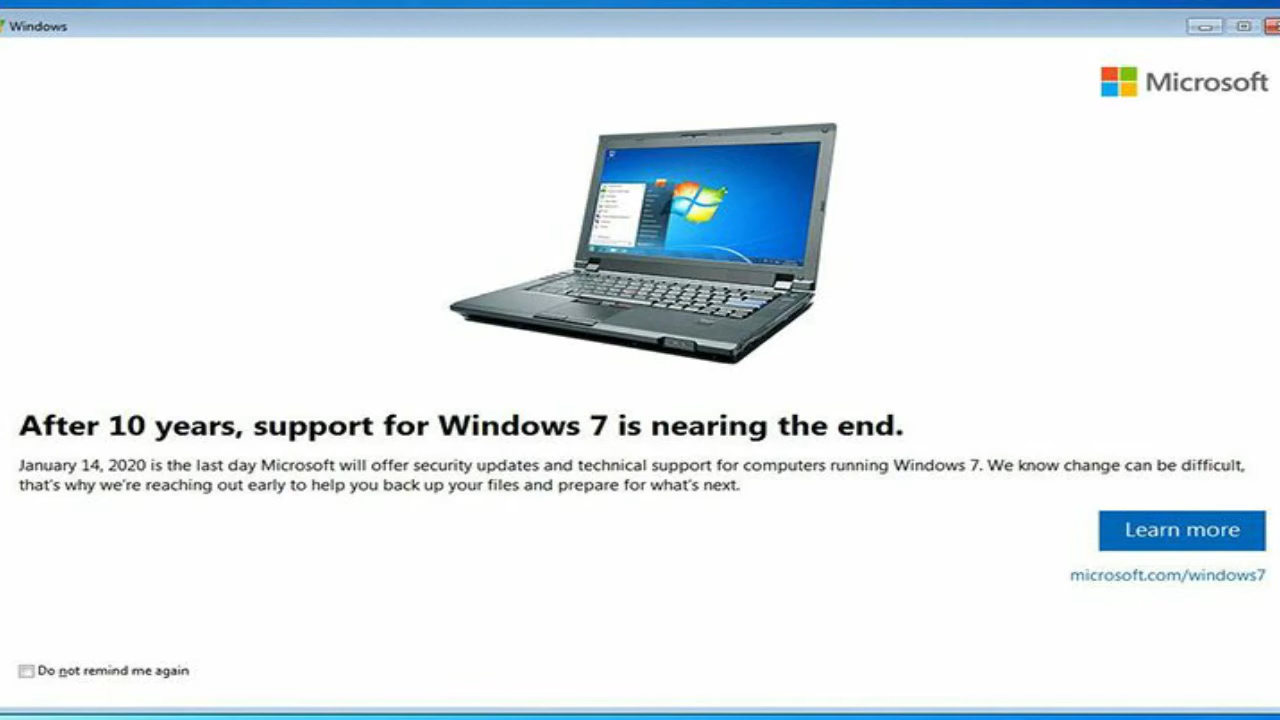 Windows
Microsoft
After 10 years, support for Windows 7 is nearing the end.
January 14, 2020 is the last day Microsoft will offer security updates and technical support for computers running Windows 7. We know change can be difficult,
that's why we're reaching out early to help you back up your files and prepare for what's next.
Learn more
microsoft.com/windows7
Do not remind me again